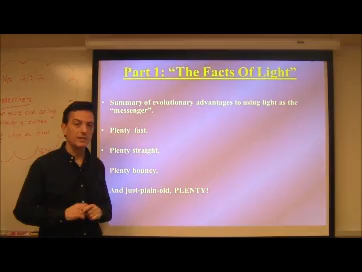 Part 1: “The Facts Of Light”
• Summary of evolutionary advantages to using light as the
“messenger”.
• Plenty fast.
• Plenty straight.
Plenty bouncy.
And just-plain-old, PLENTY!